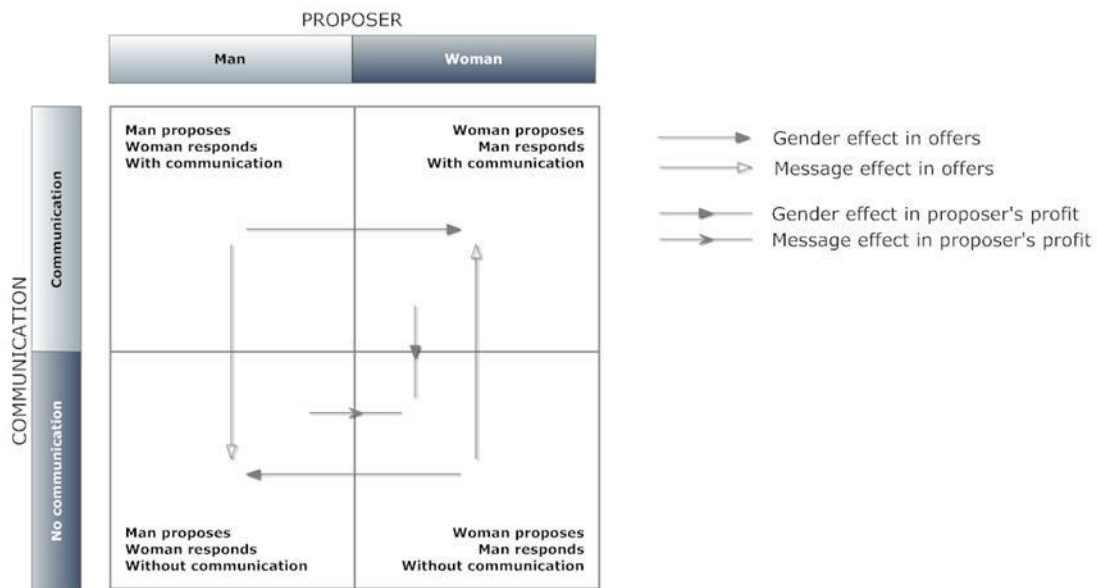 PROPOSER
Man
Woman
COMMUNICATION
Communication
No communication
Man proposes
Woman responds
With communication
Woman proposes
Man responds
With communication
Man proposes
Woman responds
Without communication
Woman proposes
Man responds
Without communication
Gender effect in offers
Message effect in offers
Gender effect in proposer's profit
Message effect in proposer's profit